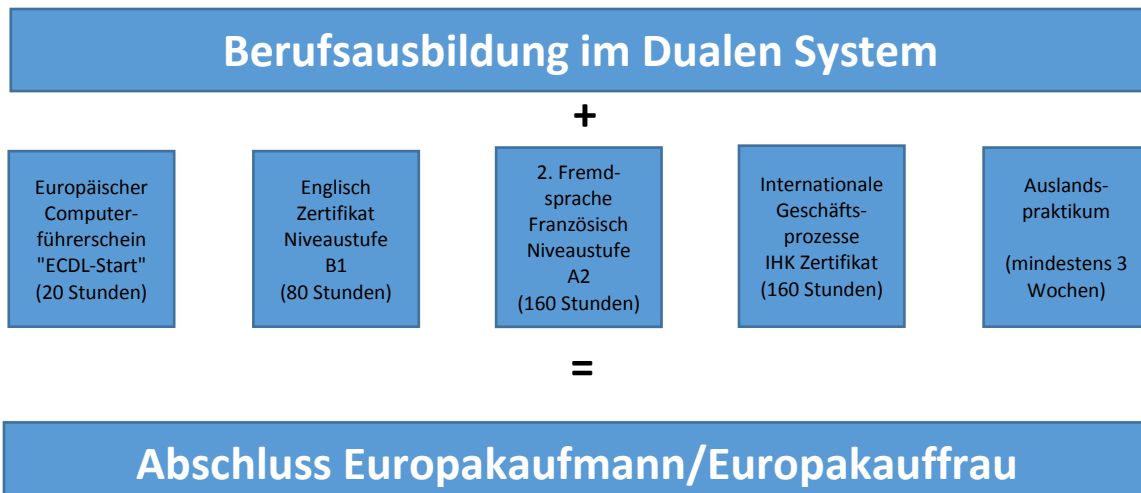 Berufsausbildung im Dualen System
+
Europäischer
Computer-
führerschein
"ECDL-Start"
(20 Stunden)
Englisch
Zertifikat
Niveaustufe
B1
(80 Stunden)
2. Fremd-
sprache
Französisch
Niveaustufe
A2
(160 Stunden)
Internationale
Geschäfts-
prozesse
IHK Zertifikat
(160 Stunden)
Auslands-
praktikum
(mindestens 3
Wochen)
=
Abschluss Europakaufmann/Europakauffrau